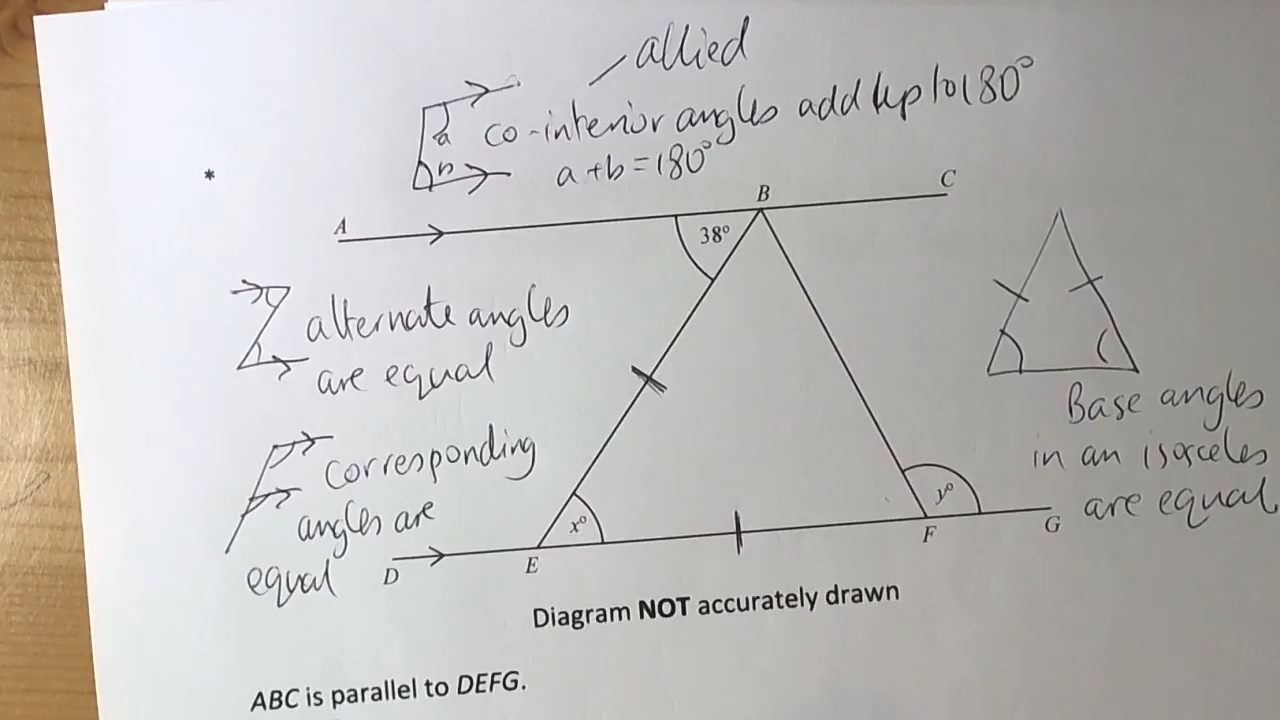 allied
co-interior angles add up to 180°
a
b
a+b=180°
*
A
B
C
38°
alternate angles
are equal
Base angles
in an isosceles
are equal
corresponding
angles are
equal
x°
y°
D
E
F
G
Diagram NOT accurately drawn
ABC is parallel to DEFG.